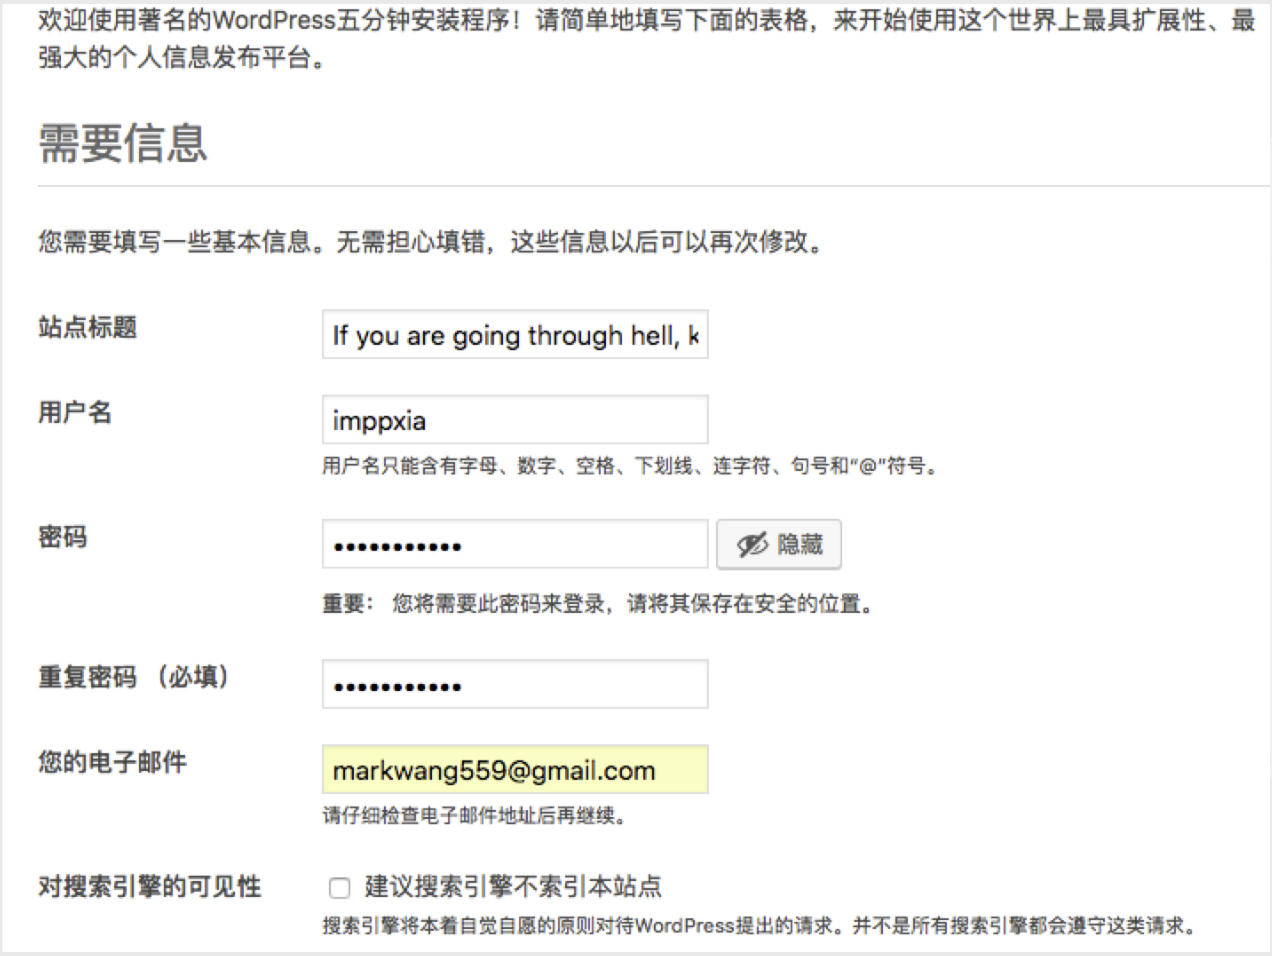 欢迎使用著名的WordPress五分钟安装程序！请简单地填写下面的表格，来开始使用这个世界上最具扩展性、最
强大的个人信息发布平台。
需要信息
您需要填写一些基本信息。无需担心填错，这些信息以后可以再次修改。
站点标题
If you are going through hell, k
用户名
imppxia
用户名只能含有字母、数字、空格、下划线、连字符、句号和“@”符号。
密码
•••••••••••
隐藏
重要： 您将需要此密码来登录，请将其保存在安全的位置。
重复密码 （必填）
•••••••••••
您的电子邮件
markwang559@gmail.com
请仔细检查电子邮件地址后再继续。
对搜索引擎的可见性
建议搜索引擎不索引本站点
搜索引擎将本着自觉自愿的原则对待WordPress提出的请求。并不是所有搜索引擎都会遵守这类请求。